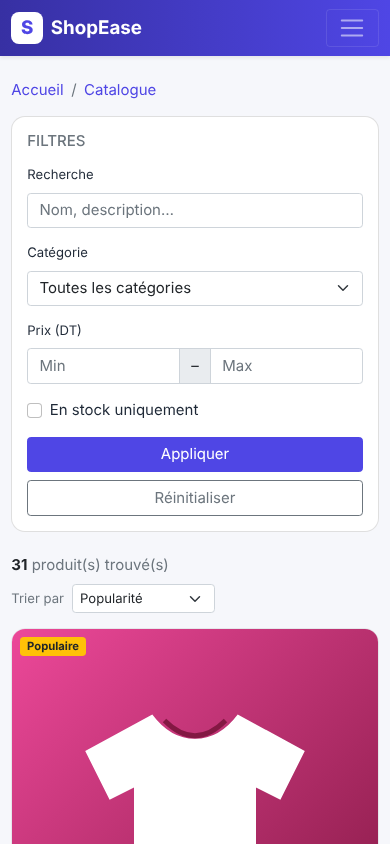 S ShopEase
Accueil / Catalogue
FILTRES
Recherche
Nom, description...
Catégorie
Toutes les catégories
Prix (DT)
Min – Max
En stock uniquement
Appliquer
Réinitialiser
31 produit(s) trouvé(s)
Trier par Popularité
Populaire